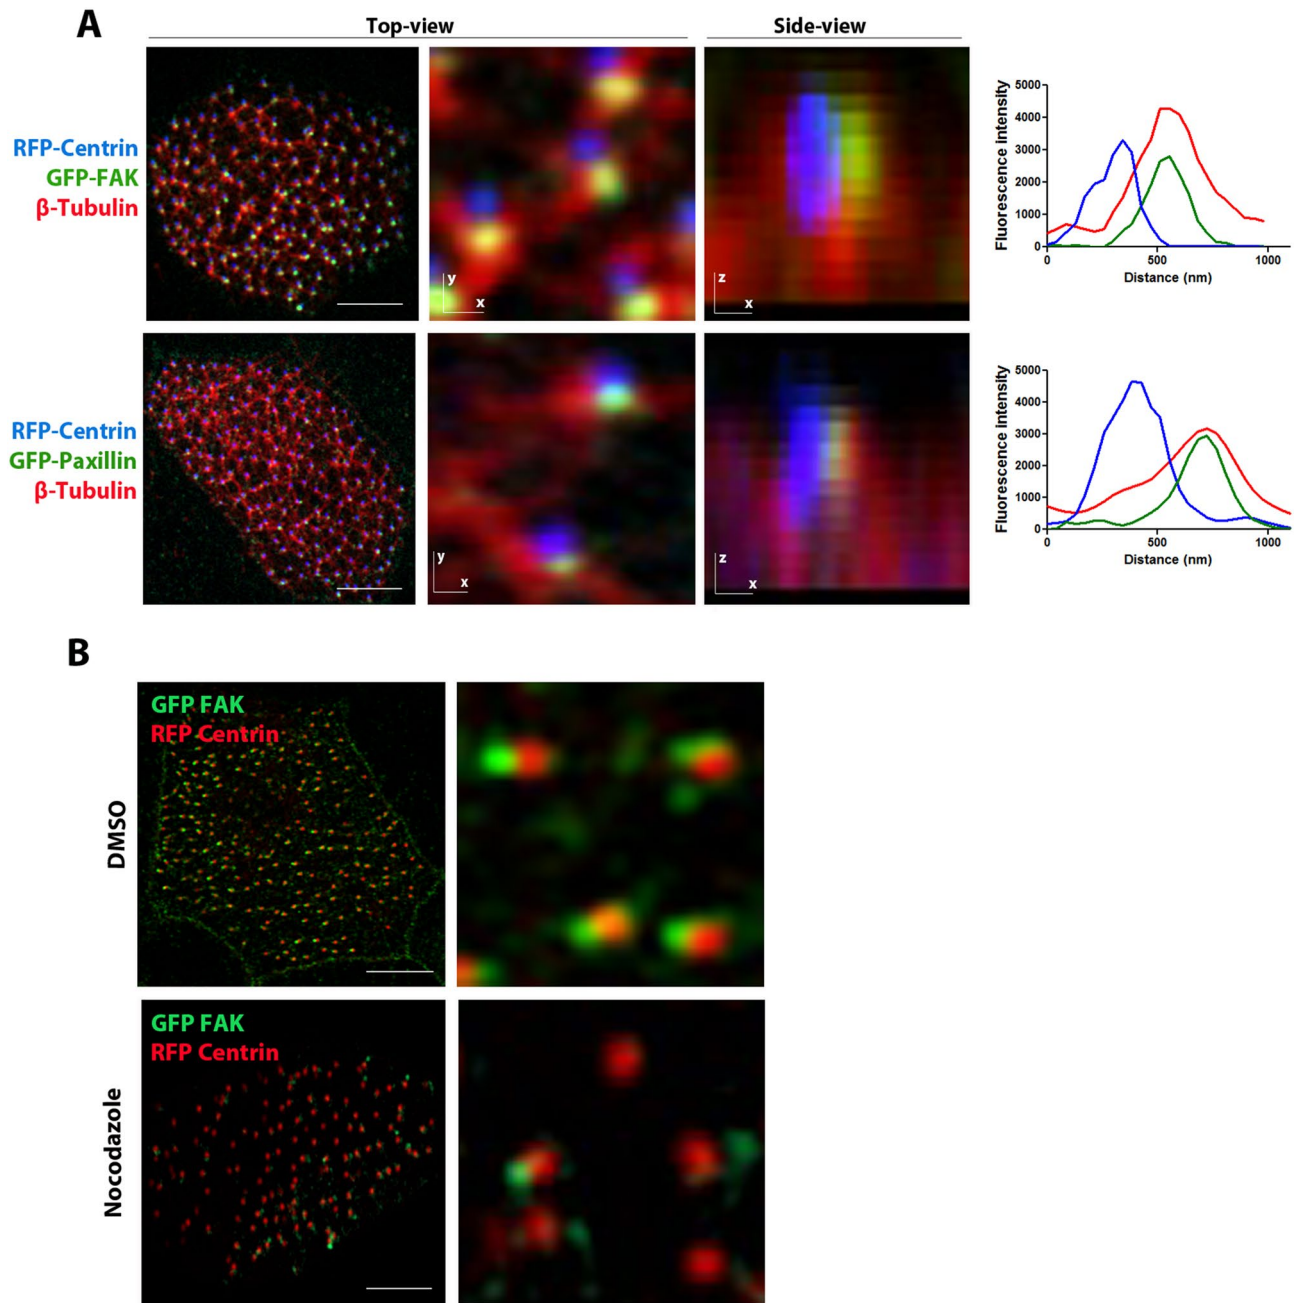 A
Top-view
Side-view
RFP-Centrin
GFP-FAK
β-Tubulin
y
x
z
x
Fluorescence intensity
5000
4000
3000
2000
1000
0
0
500
1000
Distance (nm)
RFP-Centrin
GFP-Paxillin
β-Tubulin
y
x
z
x
Fluorescence intensity
5000
4000
3000
2000
1000
0
0
500
1000
Distance (nm)
B
DMSO
GFP FAK
RFP Centrin
Nocodazole
GFP FAK
RFP Centrin